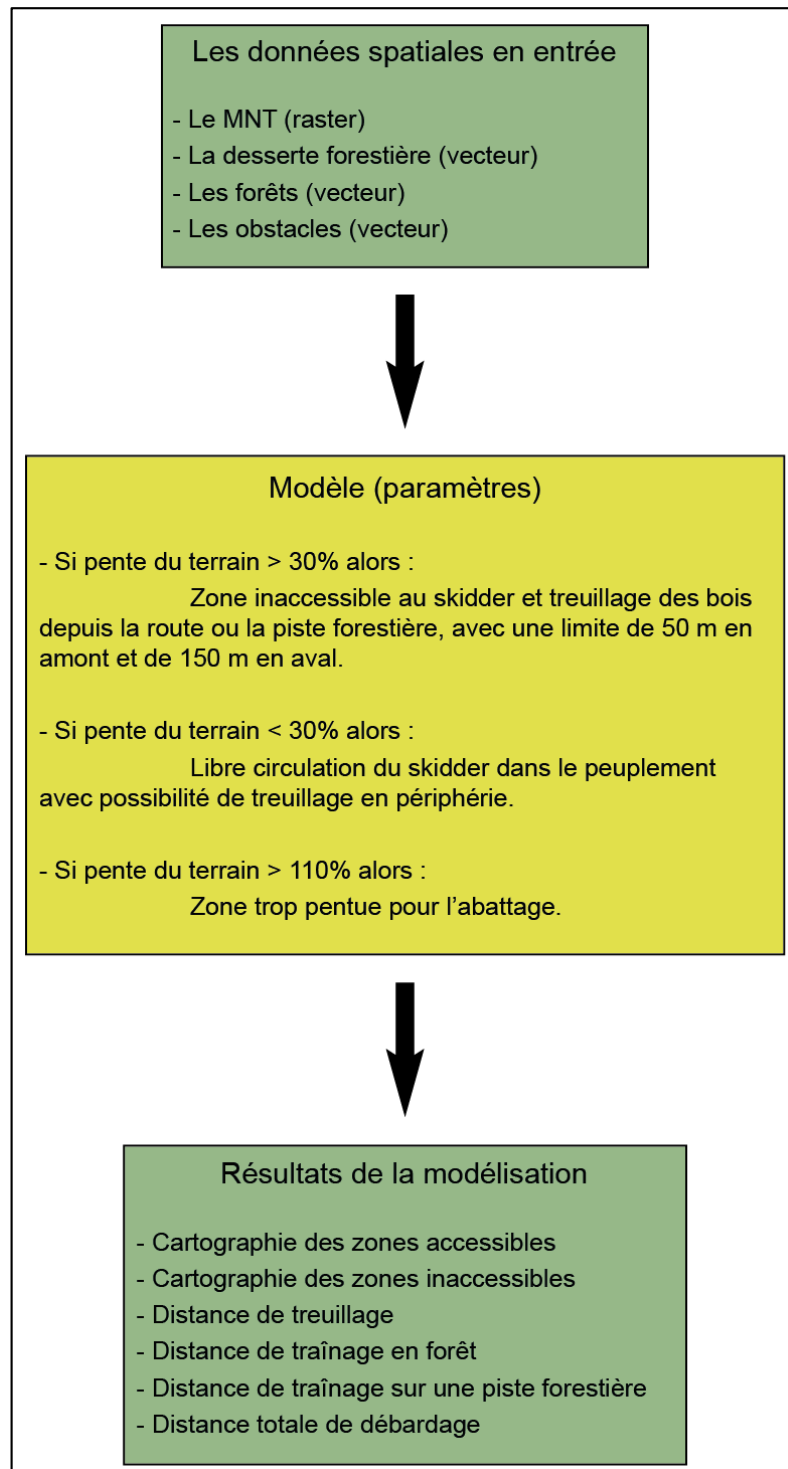 Les données spatiales en entrée
- Le MNT (raster)
- La desserte forestière (vecteur)
- Les forêts (vecteur)
- Les obstacles (vecteur)
Modèle (paramètres)
- Si pente du terrain > 30% alors :
Zone inaccessible au skidder et treuillage des bois
depuis la route ou la piste forestière, avec une limite de 50 m en
amont et de 150 m en aval.
- Si pente du terrain < 30% alors :
Libre circulation du skidder dans le peuplement
avec possibilité de treuillage en périphérie.
- Si pente du terrain > 110% alors :
Zone trop pentue pour l'abattage.
Résultats de la modélisation
- Cartographie des zones accessibles
- Cartographie des zones inaccessibles
- Distance de treuillage
- Distance de traînage en forêt
- Distance de traînage sur une piste forestière
- Distance totale de débardage